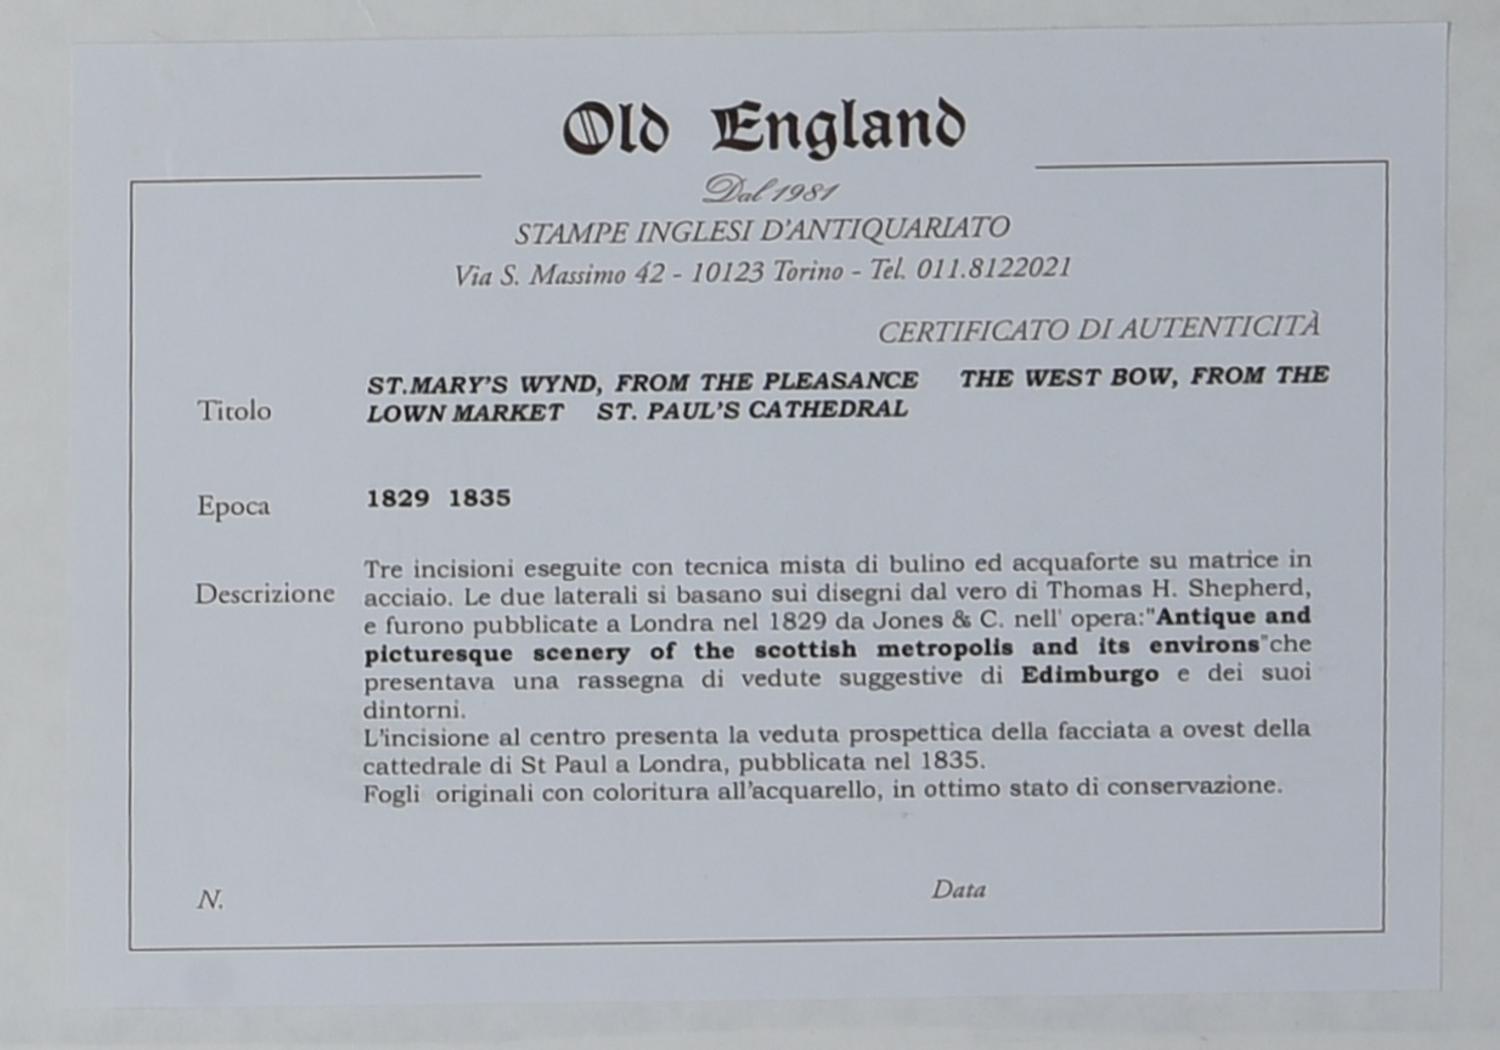 Old England
Dal 1981
STAMPE INGLESI D'ANTIQUARIATO
Via S. Massimo 42 - 10123 Torino - Tel. 011.8122021
CERTIFICATO DI AUTENTICITÀ
Titolo
ST.MARY'S WYND, FROM THE PLEASANCE THE WEST BOW, FROM THE
LOWN MARKET ST. PAUL'S CATHEDRAL
Epoca
1829 1835
Descrizione
Tre incisioni eseguite con tecnica mista di bulino ed acquaforte su matrice in
acciaio. Le due laterali si basano sui disegni dal vero di Thomas H. Shepherd,
e furono pubblicate a Londra nel 1829 da Jones & C. nell' opera:"Antique and
picturesque scenery of the scottish metropolis and its environs"che
presentava una rassegna di vedute suggestive di Edimburgo e dei suoi
dintorni.
L'incisione al centro presenta la veduta prospettica della facciata a ovest della
cattedrale di St Paul a Londra, pubblicata nel 1835.
Fogli originali con coloritura all'acquarello, in ottimo stato di conservazione.
N.
Data